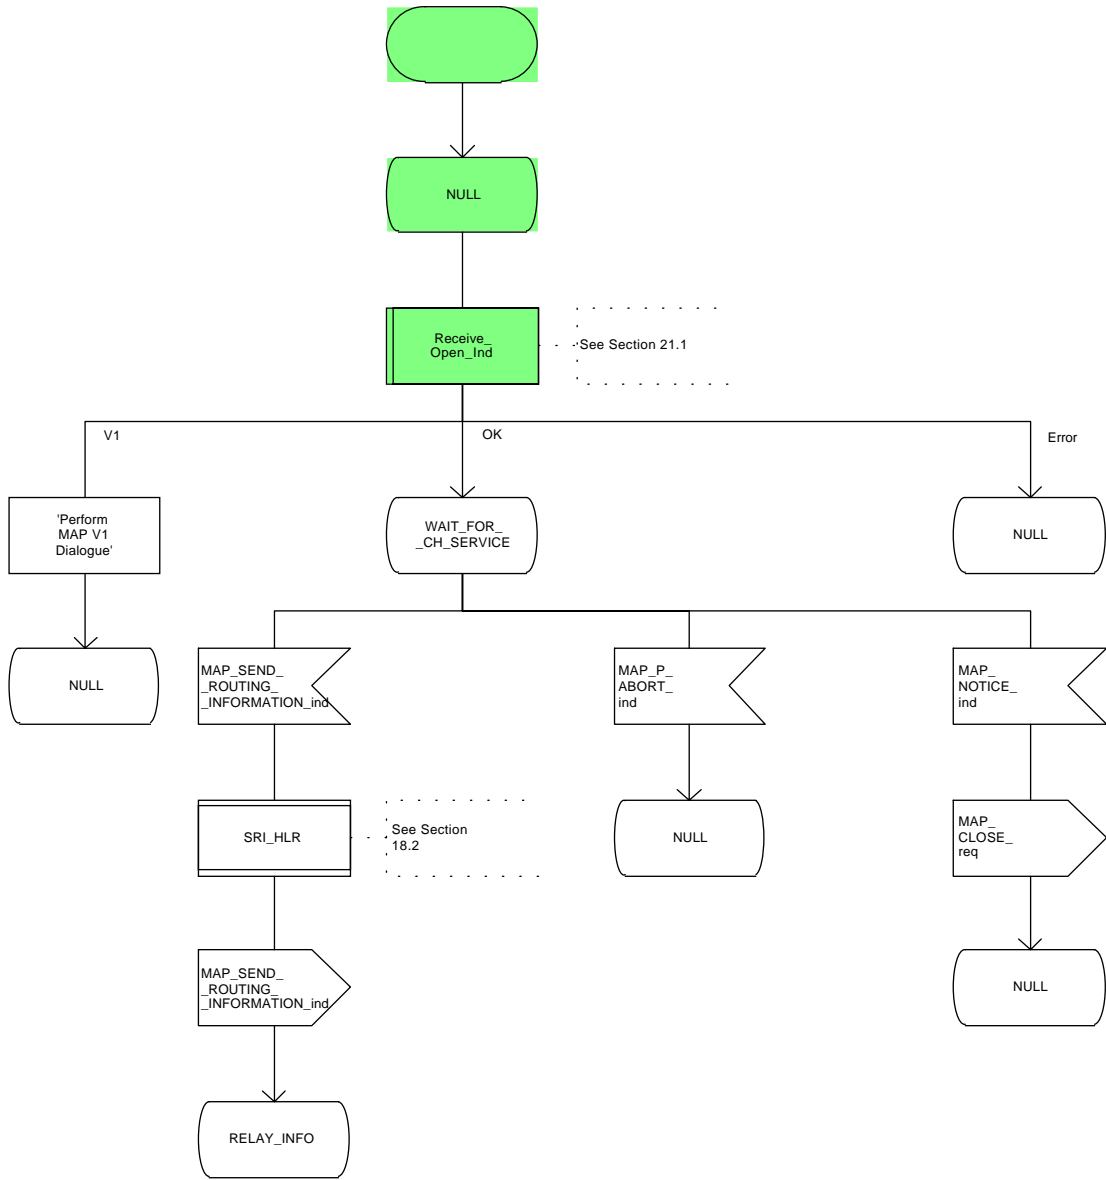 NULL
Receive_
Open_Ind
See Section 21.1
V1
OK
Error
'Perform
MAP V1
Dialogue'
WAIT_FOR_
_CH_SERVICE
NULL
NULL
MAP_SEND_
_ROUTING_
_INFORMATION_ind
MAP_P_
ABORT_
ind
MAP_
NOTICE_
ind
SRI_HLR
See Section
18.2
NULL
MAP_
CLOSE_
req
MAP_SEND_
_ROUTING_
_INFORMATION_ind
NULL
RELAY_INFO